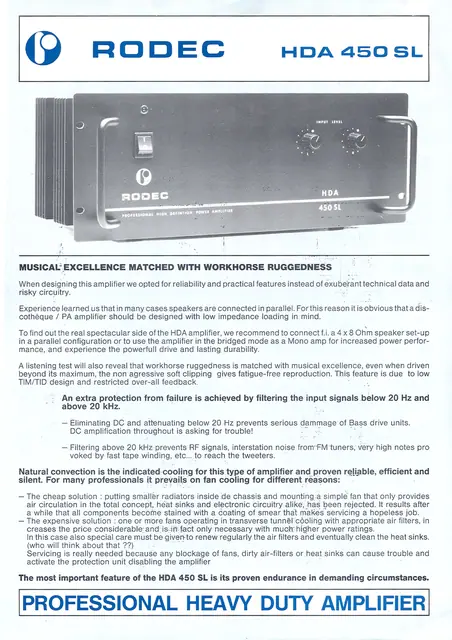 RODEC HDA 450 SL
INPUT LEVEL
RODEC
PROFESSIONAL HIGH DEFINITION POWER AMPLIFIER
HDA
450 SL
MUSICAL EXCELLENCE MATCHED WITH WORKHORSE RUGGEDNESS
When designing this amplifier we opted for reliability and practical features instead of exuberant technical data and
risky circuitry.
Experience learned us that in many cases speakers are connected in parallel. For this reason it is obvious that a dis-
cothèque / PA amplifier should be designed with low impedance loading in mind.
To find out the real spectacular side of the HDA amplifier, we recommend to connect f.i. a 4 x 8 Ohm speaker set-up
in a parallel configuration or to use the amplifier in the bridged mode as a Mono amp for increased power perfor-
mance, and experience the powerfull drive and lasting durability.
A listening test will also reveal that workhorse ruggedness is matched with musical excellence, even when driven
beyond its maximum, the non agressive soft clipping gives fatigue-free reproduction. This feature is due to low
TIM/TID design and restricted over-all feedback.
An extra protection from failure is achieved by filtering the input signals below 20 Hz and
above 20 kHz.
– Eliminating DC and attenuating below 20 Hz prevents serious dammage of Bass drive units.
DC amplification throughout is asking for trouble!
– Filtering above 20 kHz prevents RF signals, interstation noise from FM tuners, very high notes pro
voked by fast tape winding, etc... to reach the tweeters.
Natural convection is the indicated cooling for this type of amplifier and proven reliable, efficient and
silent. For many professionals it prevails on fan cooling for different reasons:
– The cheap solution : putting smaller radiators inside de chassis and mounting a simple fan that only provides
air circulation in the total concept, heat sinks and electronic circuitry alike, has been rejected. It results after
a while that all components become stained with a coating of smear that makes servicing a hopeless job.
– The expensive solution : one or more fans operating in transverse tunnel cooling with appropriate air filters, in
creases the price considerable and is in fact only necessary with much higher power ratings.
In this case also special care must be given to renew regularly the air filters and eventually clean the heat sinks.
(who will think about that ??)
Servicing is really needed because any blockage of fans, dirty air-filters or heat sinks can cause trouble and
activate the protection unit disabling the amplifier
The most important feature of the HDA 450 SL is its proven endurance in demanding circumstances.
PROFESSIONAL HEAVY DUTY AMPLIFIER